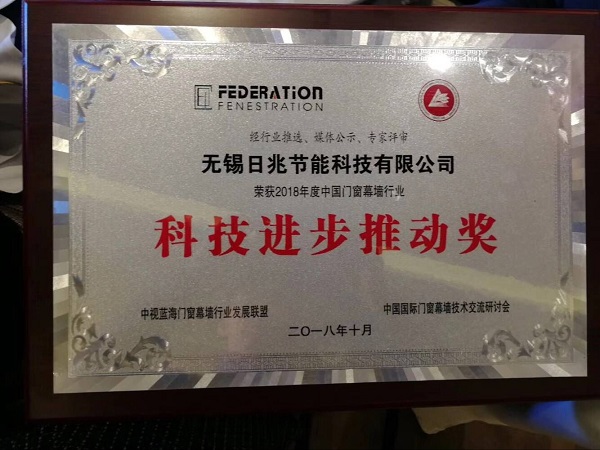 FEDERATION
FENESTRATION
经行业推选、媒体公示、专家评审
无锡日兆节能科技有限公司
荣获2018年度中国门窗幕墙行业
科技进步推动奖
中视蓝海门窗幕墙行业发展联盟
中国国际门窗幕墙技术交流研讨会
二〇一八年十月